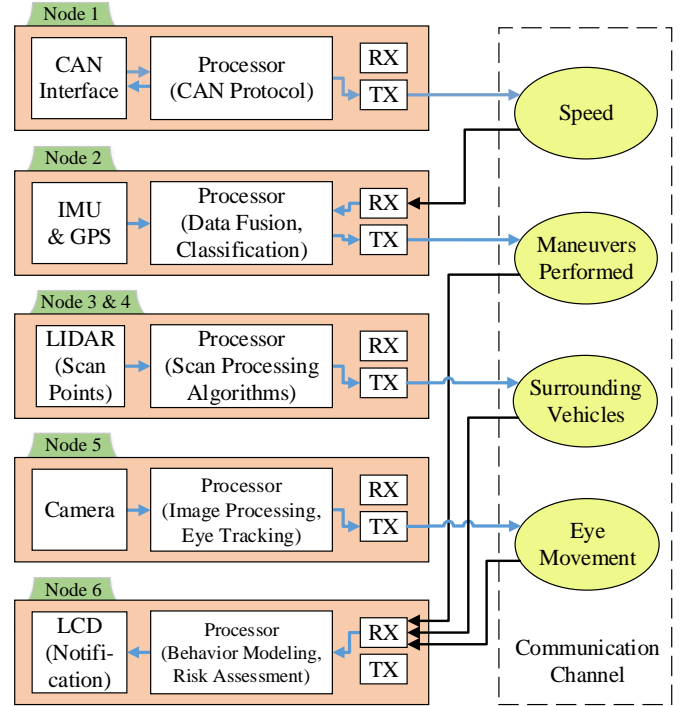 Node 1
CAN
Interface
Processor
(CAN Protocol)
RX
TX
Speed
Node 2
IMU
& GPS
Processor
(Data Fusion,
Classification)
RX
TX
Maneuvers
Performed
Node 3 & 4
LIDAR
(Scan
Points)
Processor
(Scan Processing
Algorithms)
RX
TX
Surrounding
Vehicles
Node 5
Camera
Processor
(Image Processing,
Eye Tracking)
RX
TX
Eye
Movement
Node 6
LCD
(Notifi-
cation)
Processor
(Behavior Modeling,
Risk Assessment)
RX
TX
Communication
Channel